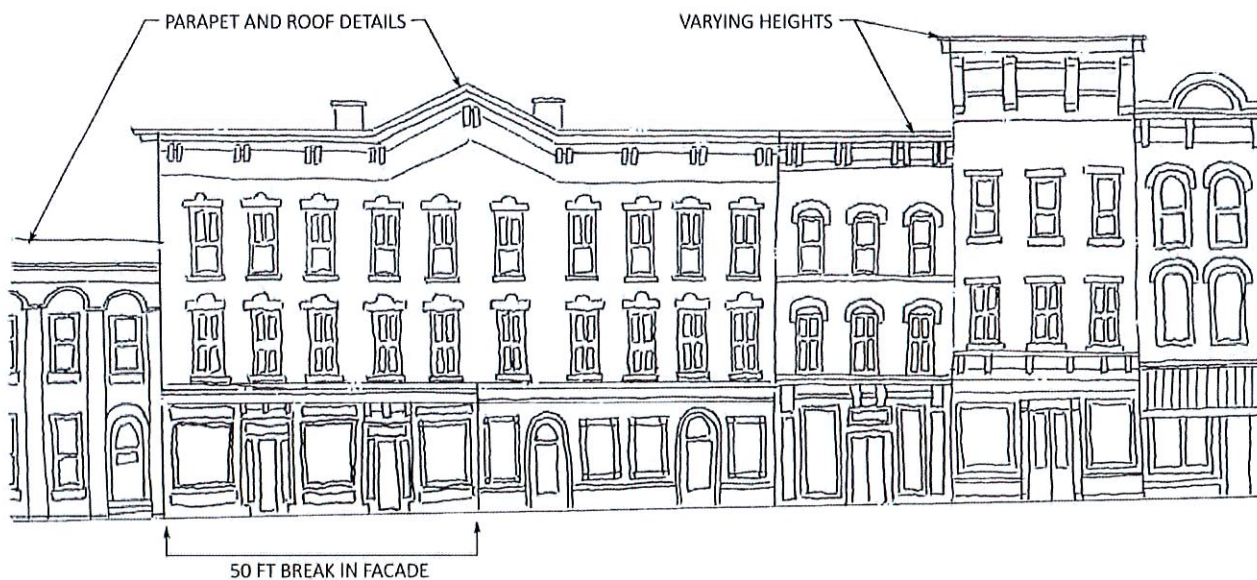 PARAPET AND ROOF DETAILS
VARYING HEIGHTS
50 FT BREAK IN FACADE